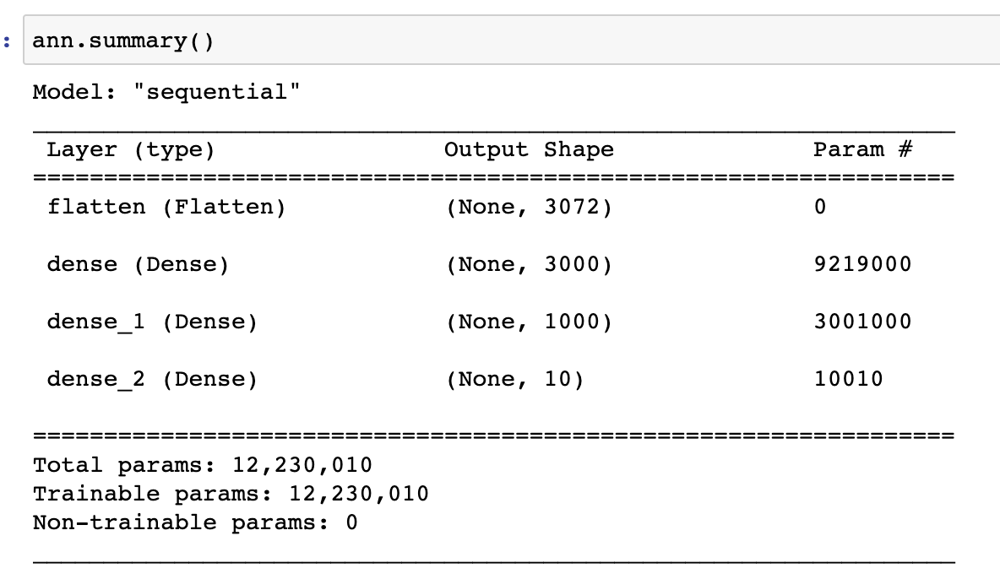 :
ann.summary()
Model: "sequential"
Layer (type) Output Shape Param #
=================================================================
flatten (Flatten) (None, 3072) 0
dense (Dense) (None, 3000) 9219000
dense_1 (Dense) (None, 1000) 3001000
dense_2 (Dense) (None, 10) 10010
=================================================================
Total params: 12,230,010
Trainable params: 12,230,010
Non-trainable params: 0